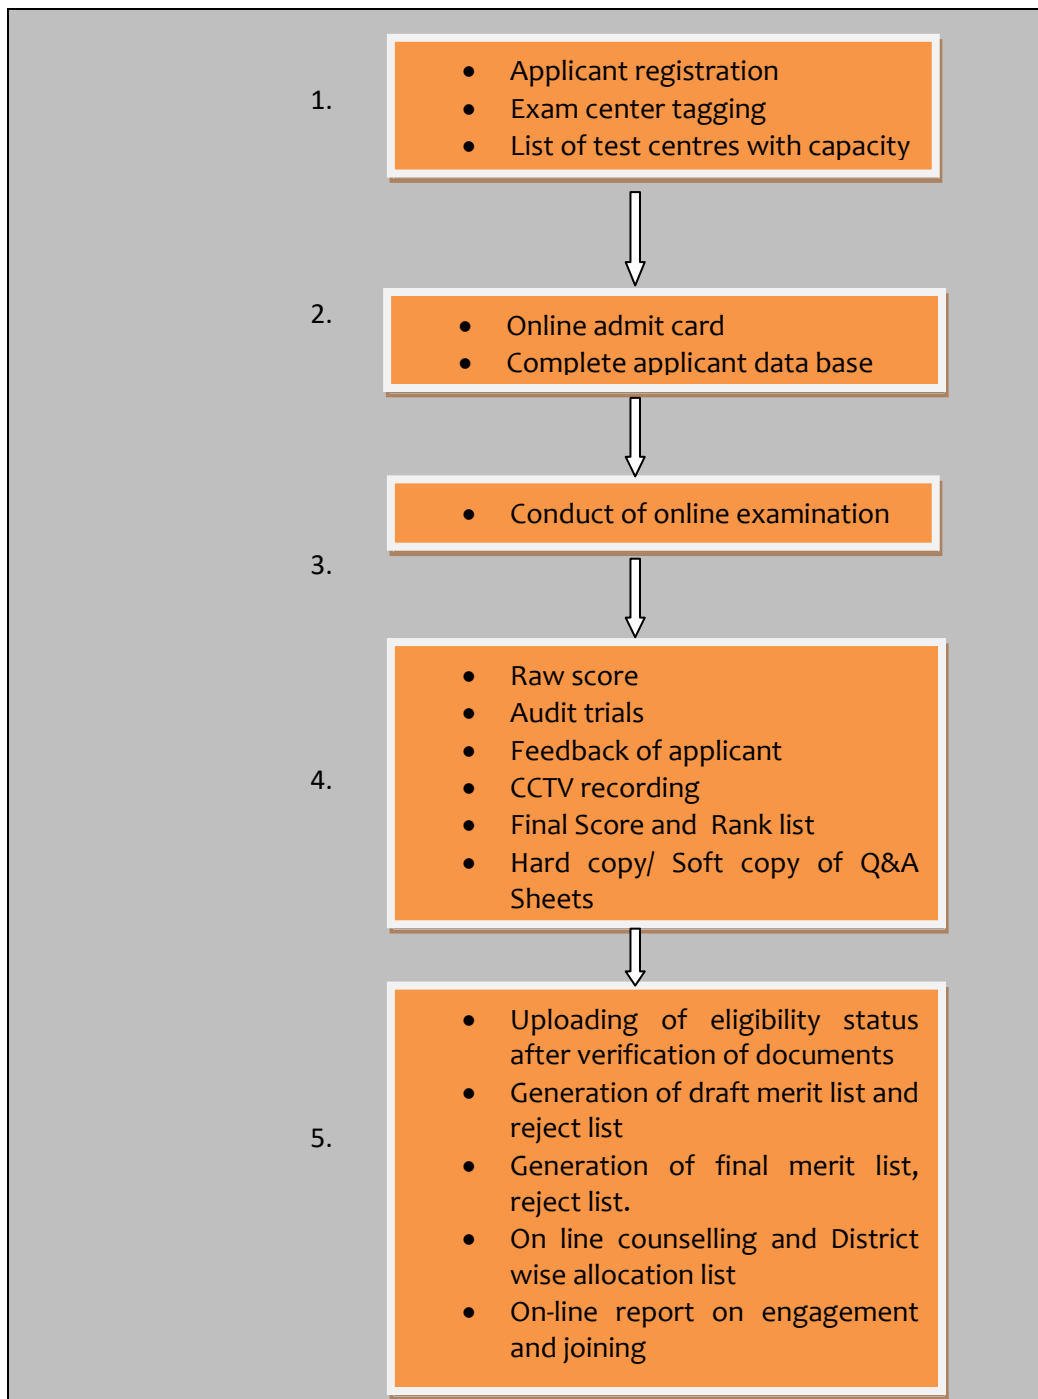 1.
• Applicant registration
• Exam center tagging
• List of test centres with capacity
2.
• Online admit card
• Complete applicant data base
• Conduct of online examination
3.
• Raw score
• Audit trials
• Feedback of applicant
4.
• CCTV recording
• Final Score and Rank list
• Hard copy/ Soft copy of Q&A
Sheets
• Uploading of eligibility status
after verification of documents
• Generation of draft merit list and
reject list
5.
• Generation of final merit list,
reject list.
• On line counselling and District
wise allocation list
• On-line report on engagement
and joining